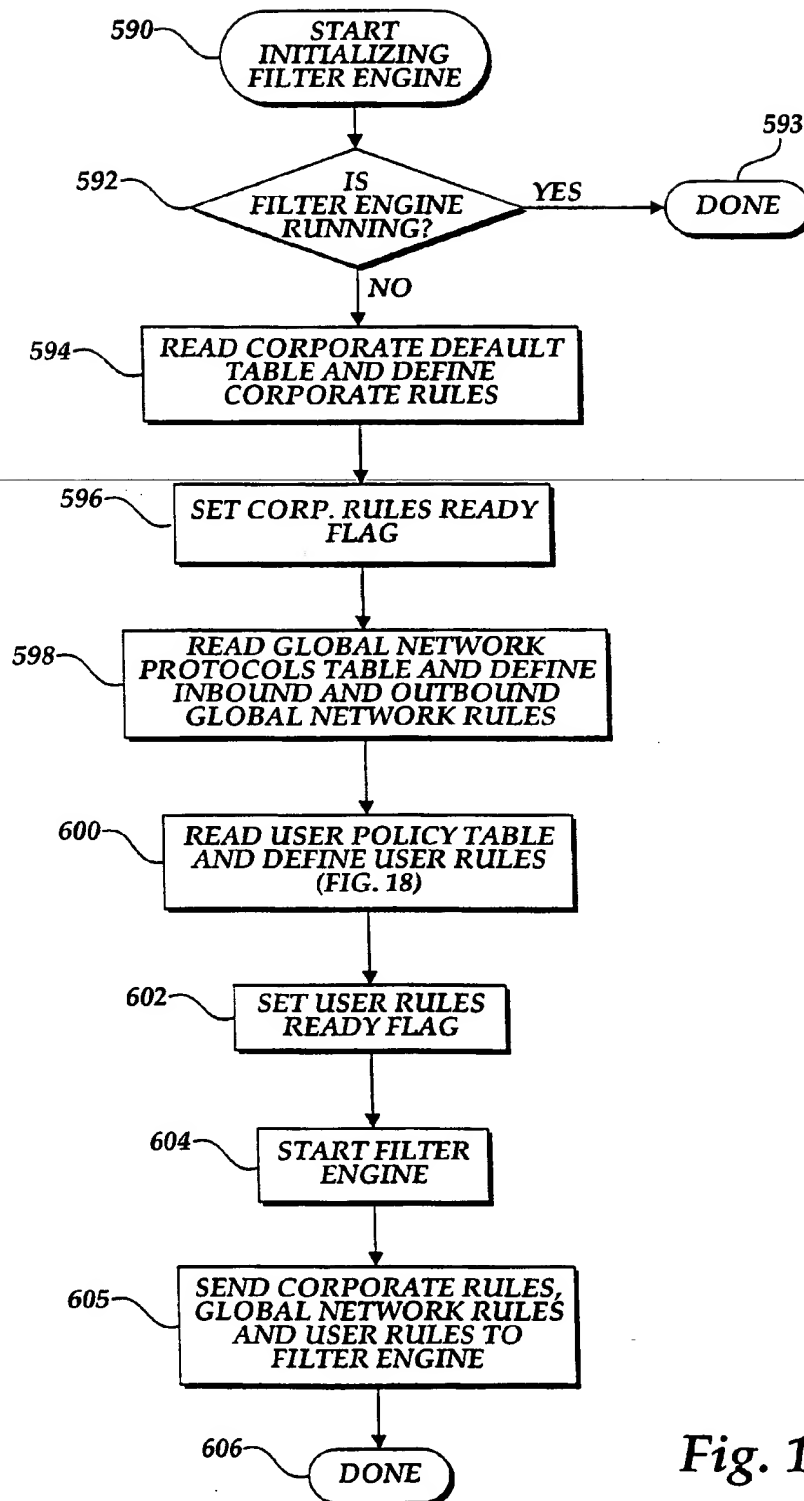 590
START
INITIALIZING
FILTER ENGINE
593
592
IS
FILTER ENGINE
RUNNING?
YES
DONE
NO
594
READ CORPORATE DEFAULT
TABLE AND DEFINE
CORPORATE RULES
596
SET CORP. RULES READY
FLAG
598
READ GLOBAL NETWORK
PROTOCOLS TABLE AND DEFINE
INBOUND AND OUTBOUND
GLOBAL NETWORK RULES
600
READ USER POLICY TABLE
AND DEFINE USER RULES
(FIG. 18)
602
SET USER RULES
READY FLAG
604
START FILTER
ENGINE
605
SEND CORPORATE RULES,
GLOBAL NETWORK RULES
AND USER RULES TO
FILTER ENGINE
606
DONE
Fig. 1